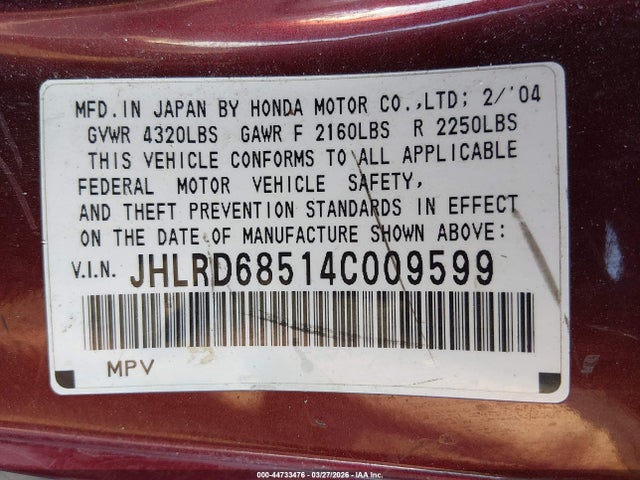 MFD.IN JAPAN BY HONDA MOTOR CO.,LTD; 2/'04
GVWR 4320LBS GAWR F 2160LBS R 2250LBS
THIS VEHICLE CONFORMS TO ALL APPLICABLE
FEDERAL MOTOR VEHICLE SAFETY,
AND THEFT PREVENTION STANDARDS IN EFFECT
ON THE DATE OF MANUFACTURE SHOWN ABOVE:
V.I.N. JHLRD68514C009599
MPV
000-44733476 - 03/27/2026 - IAAI.COM